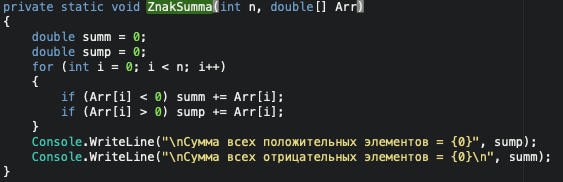 private static void ZnakSumma(int n, double[] Arr)
{
    double summ = 0;
    double sump = 0;
    for (int i = 0; i < n; i++)
    {
        if (Arr[i] < 0) summ += Arr[i];
        if (Arr[i] > 0) sump += Arr[i];
    }
    Console.WriteLine("\nСумма всех положительных элементов = {0}", sump);
    Console.WriteLine("\nСумма всех отрицательных элементов = {0}\n", summ);
}